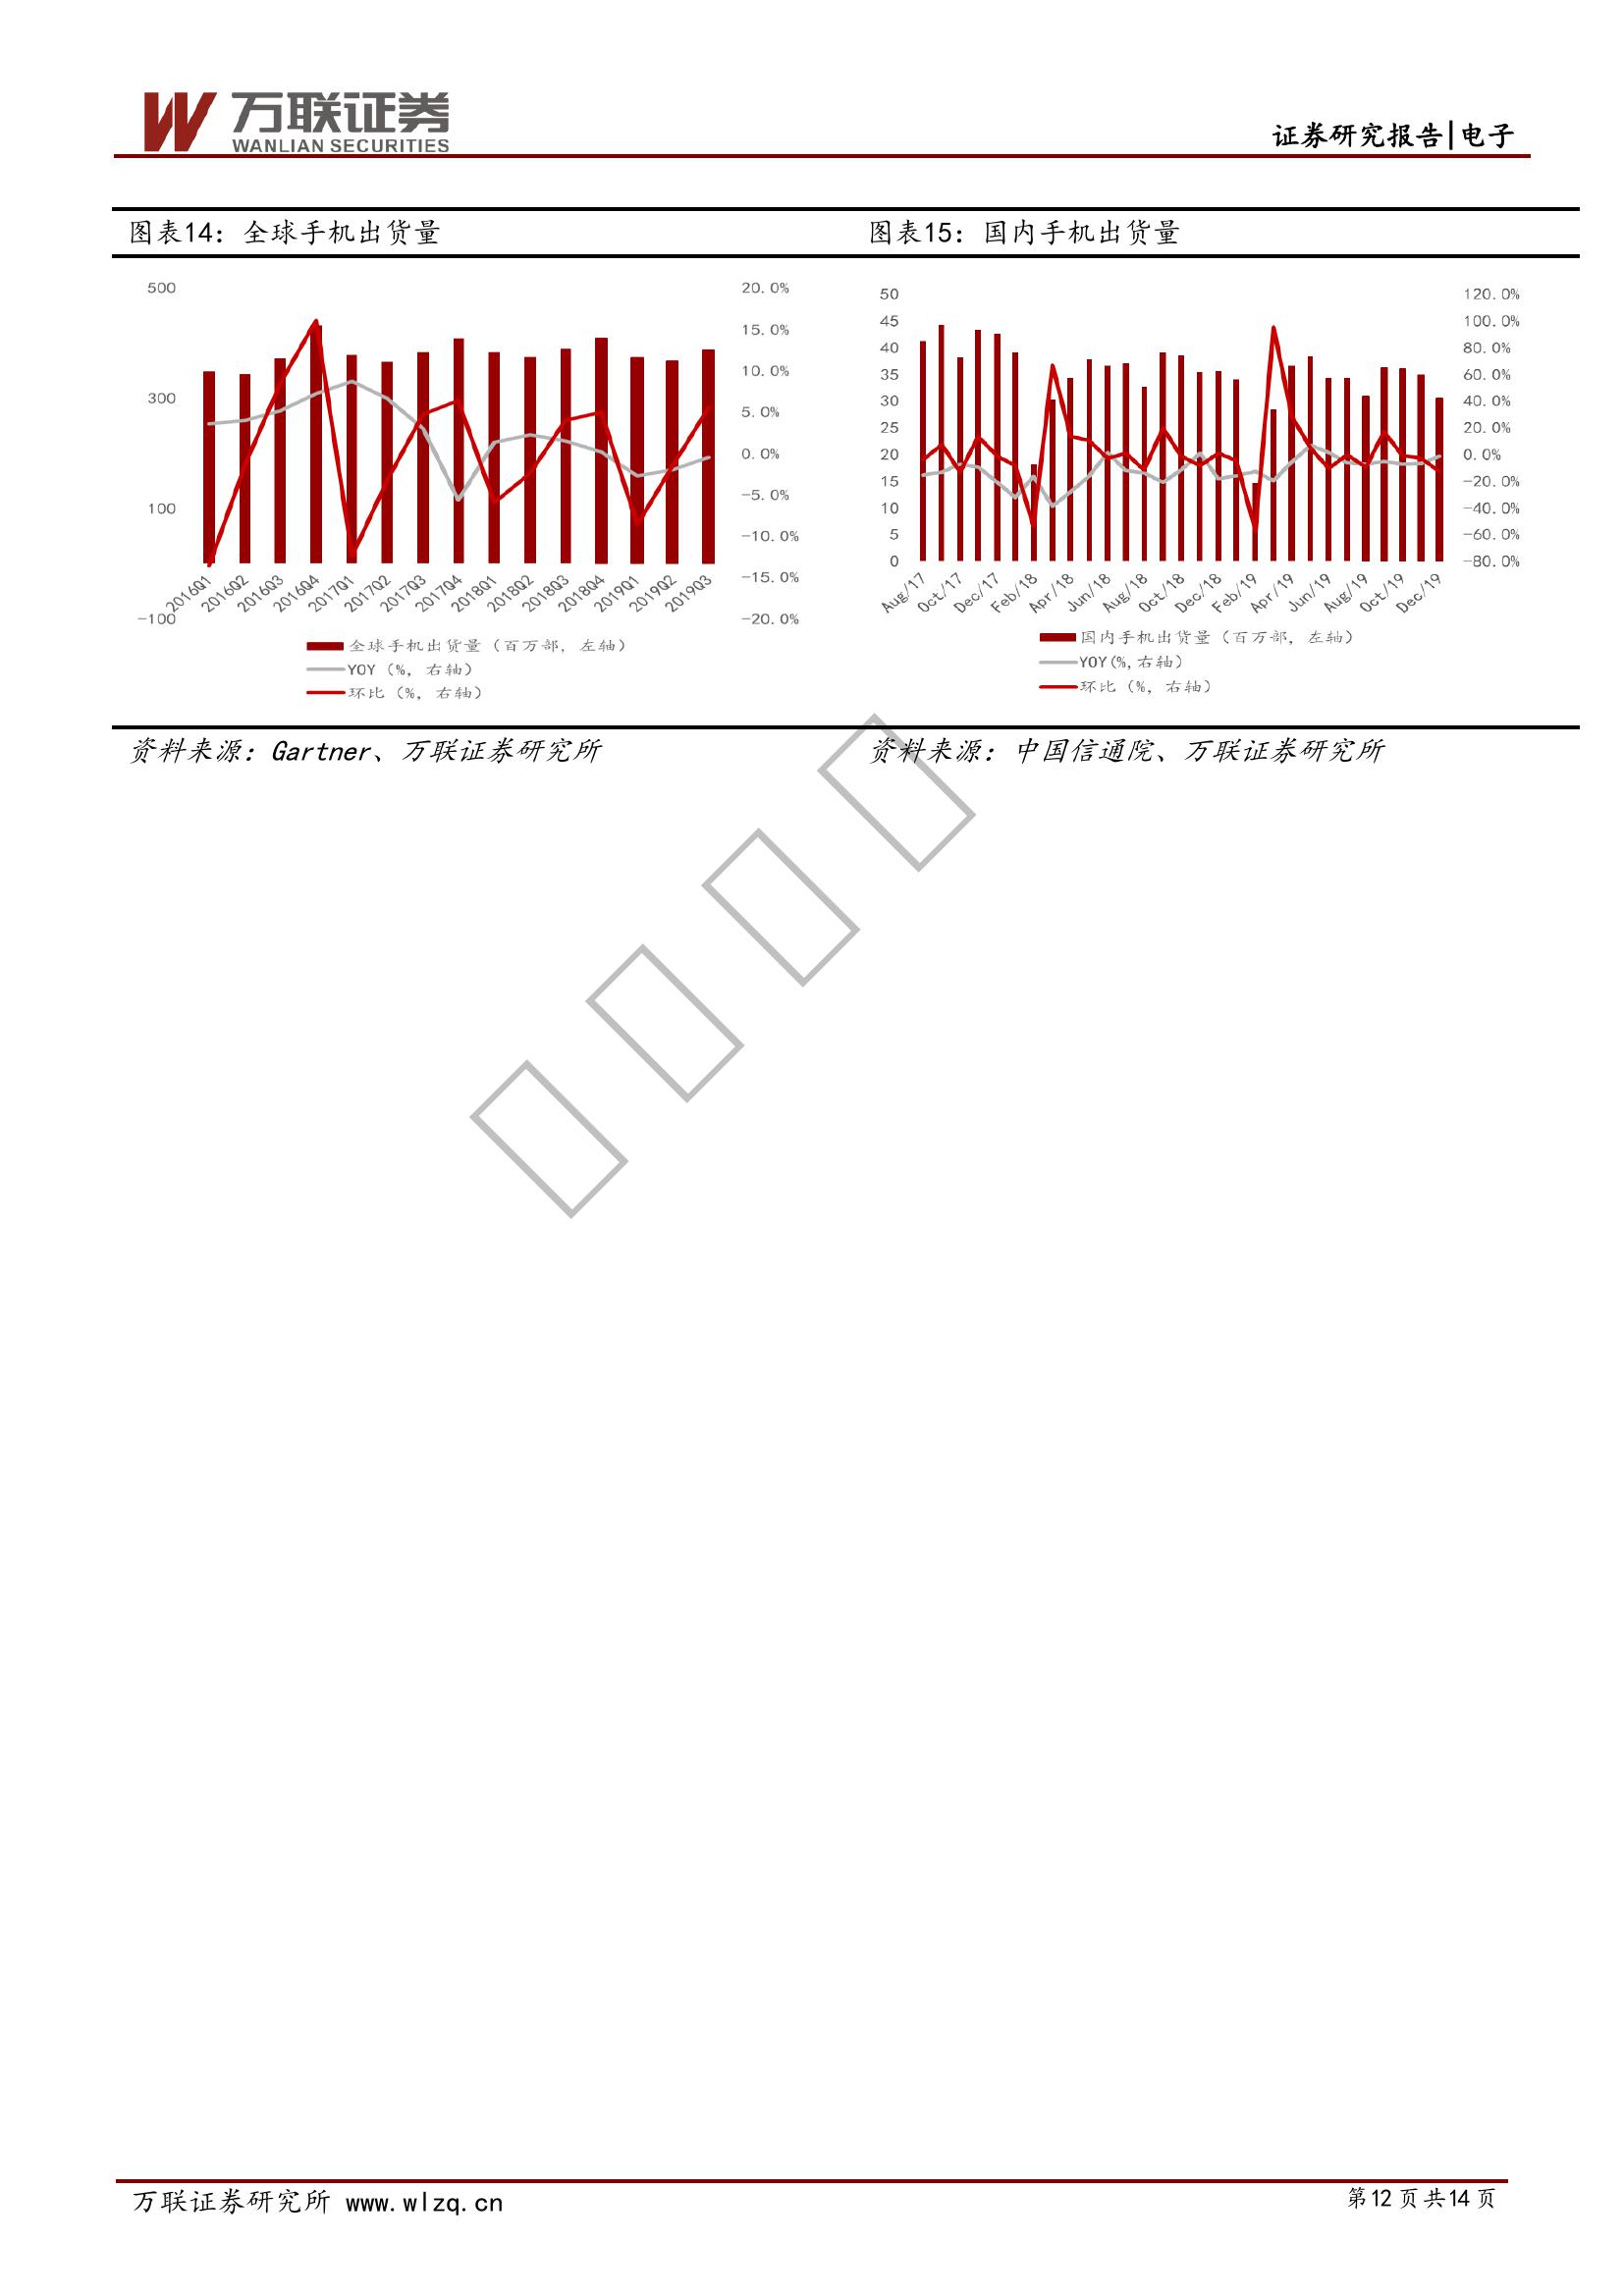 万联证券
WANLIAN SECURITIES
证券研究报告|电子
图表14：全球手机出货量
500
300
100
-100
20.0%
15.0%
10.0%
5.0%
0.0%
-5.0%
-10.0%
-15.0%
-20.0%
2016Q1
2016Q2
2016Q3
2016Q4
2017Q1
2017Q2
2017Q3
2017Q4
2018Q1
2018Q2
2018Q3
2018Q4
2019Q1
2019Q2
2019Q3
全球手机出货量（百万部，左轴）
YOY（%，右轴）
环比（%，右轴）
资料来源：Gartner、万联证券研究所
图表15：国内手机出货量
50
45
40
35
30
25
20
15
10
5
0
120.0%
100.0%
80.0%
60.0%
40.0%
20.0%
0.0%
-20.0%
-40.0%
-60.0%
-80.0%
Aug/17
Oct/17
Dec/17
Feb/18
Apr/18
Jun/18
Aug/18
Oct/18
Dec/18
Feb/19
Apr/19
Jun/19
Aug/19
Oct/19
Dec/19
国内手机出货量（百万部，左轴）
YOY(%,右轴）
环比（%，右轴）
资料来源：中国信通院、万联证券研究所
万联证券研究所 www.wlzq.cn
第12页共14页